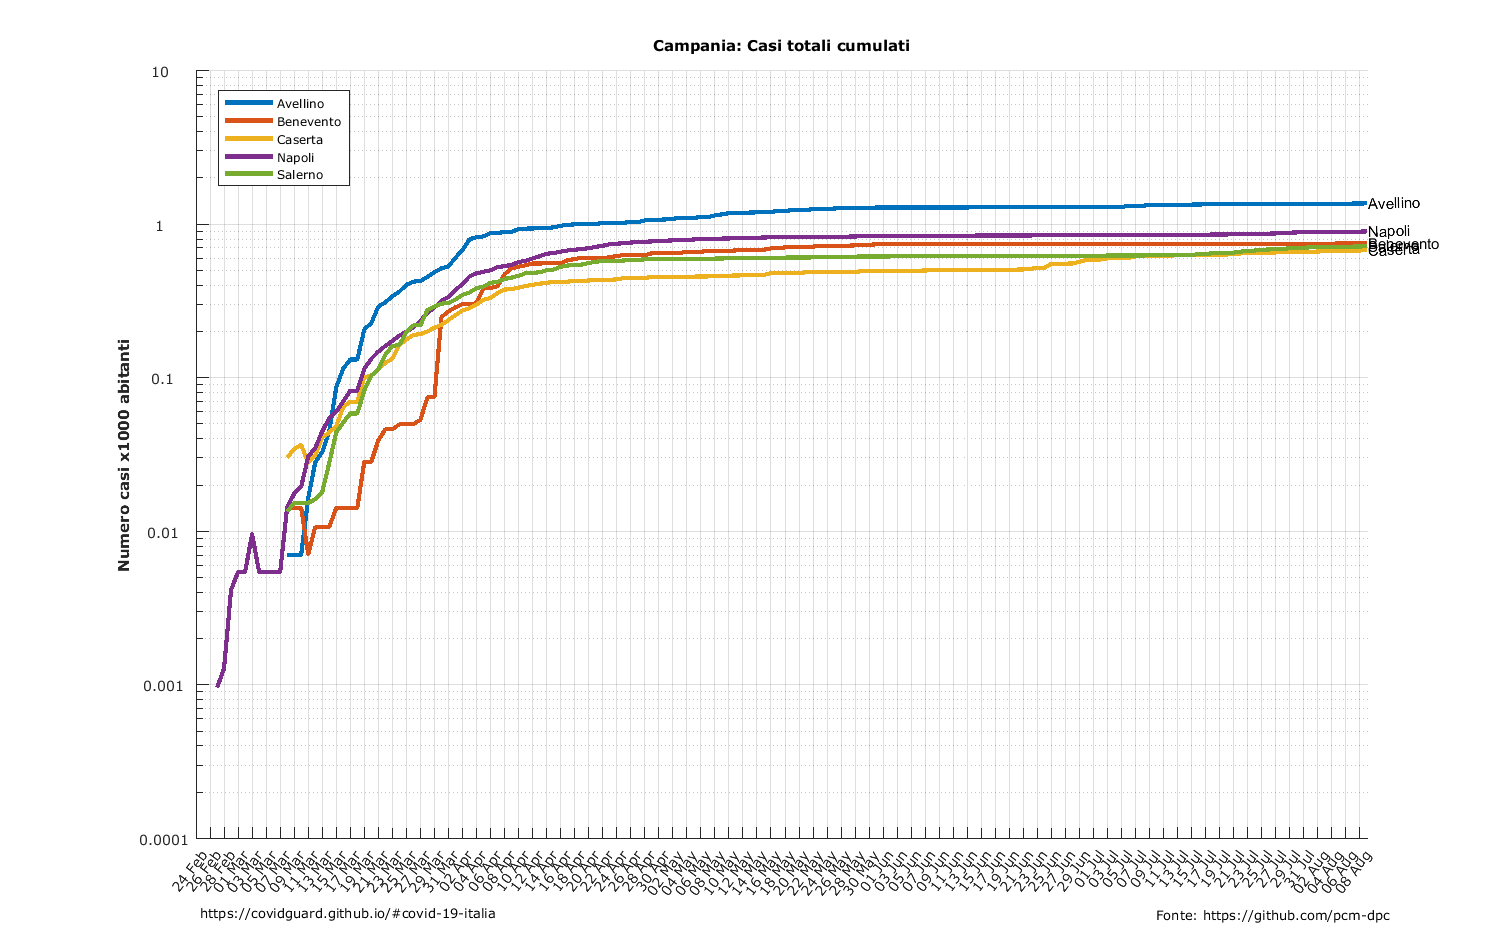 Campania: Casi totali cumulati
10
1
0.1
0.01
0.001
0.0001
Numero casi x1000 abitanti
Avellino
Benevento
Caserta
Napoli
Salerno
Avellino
Napoli
Benevento
Salerno
Caserta
24 Feb
26 Feb
28 Feb
01 Mar
03 Mar
05 Mar
07 Mar
09 Mar
11 Mar
13 Mar
15 Mar
17 Mar
19 Mar
21 Mar
23 Mar
25 Mar
27 Mar
29 Mar
31 Mar
02 Apr
04 Apr
06 Apr
08 Apr
10 Apr
12 Apr
14 Apr
16 Apr
18 Apr
20 Apr
22 Apr
24 Apr
26 Apr
28 Apr
30 Apr
02 May
04 May
06 May
08 May
10 May
12 May
14 May
16 May
18 May
20 May
22 May
24 May
26 May
28 May
30 May
01 Jun
03 Jun
05 Jun
07 Jun
09 Jun
11 Jun
13 Jun
15 Jun
17 Jun
19 Jun
21 Jun
23 Jun
25 Jun
27 Jun
29 Jun
01 Jul
03 Jul
05 Jul
07 Jul
09 Jul
11 Jul
13 Jul
15 Jul
17 Jul
19 Jul
21 Jul
23 Jul
25 Jul
27 Jul
29 Jul
31 Jul
02 Aug
04 Aug
06 Aug
08 Aug
https://covidguard.github.io/#covid-19-italia
Fonte: https://github.com/pcm-dpc